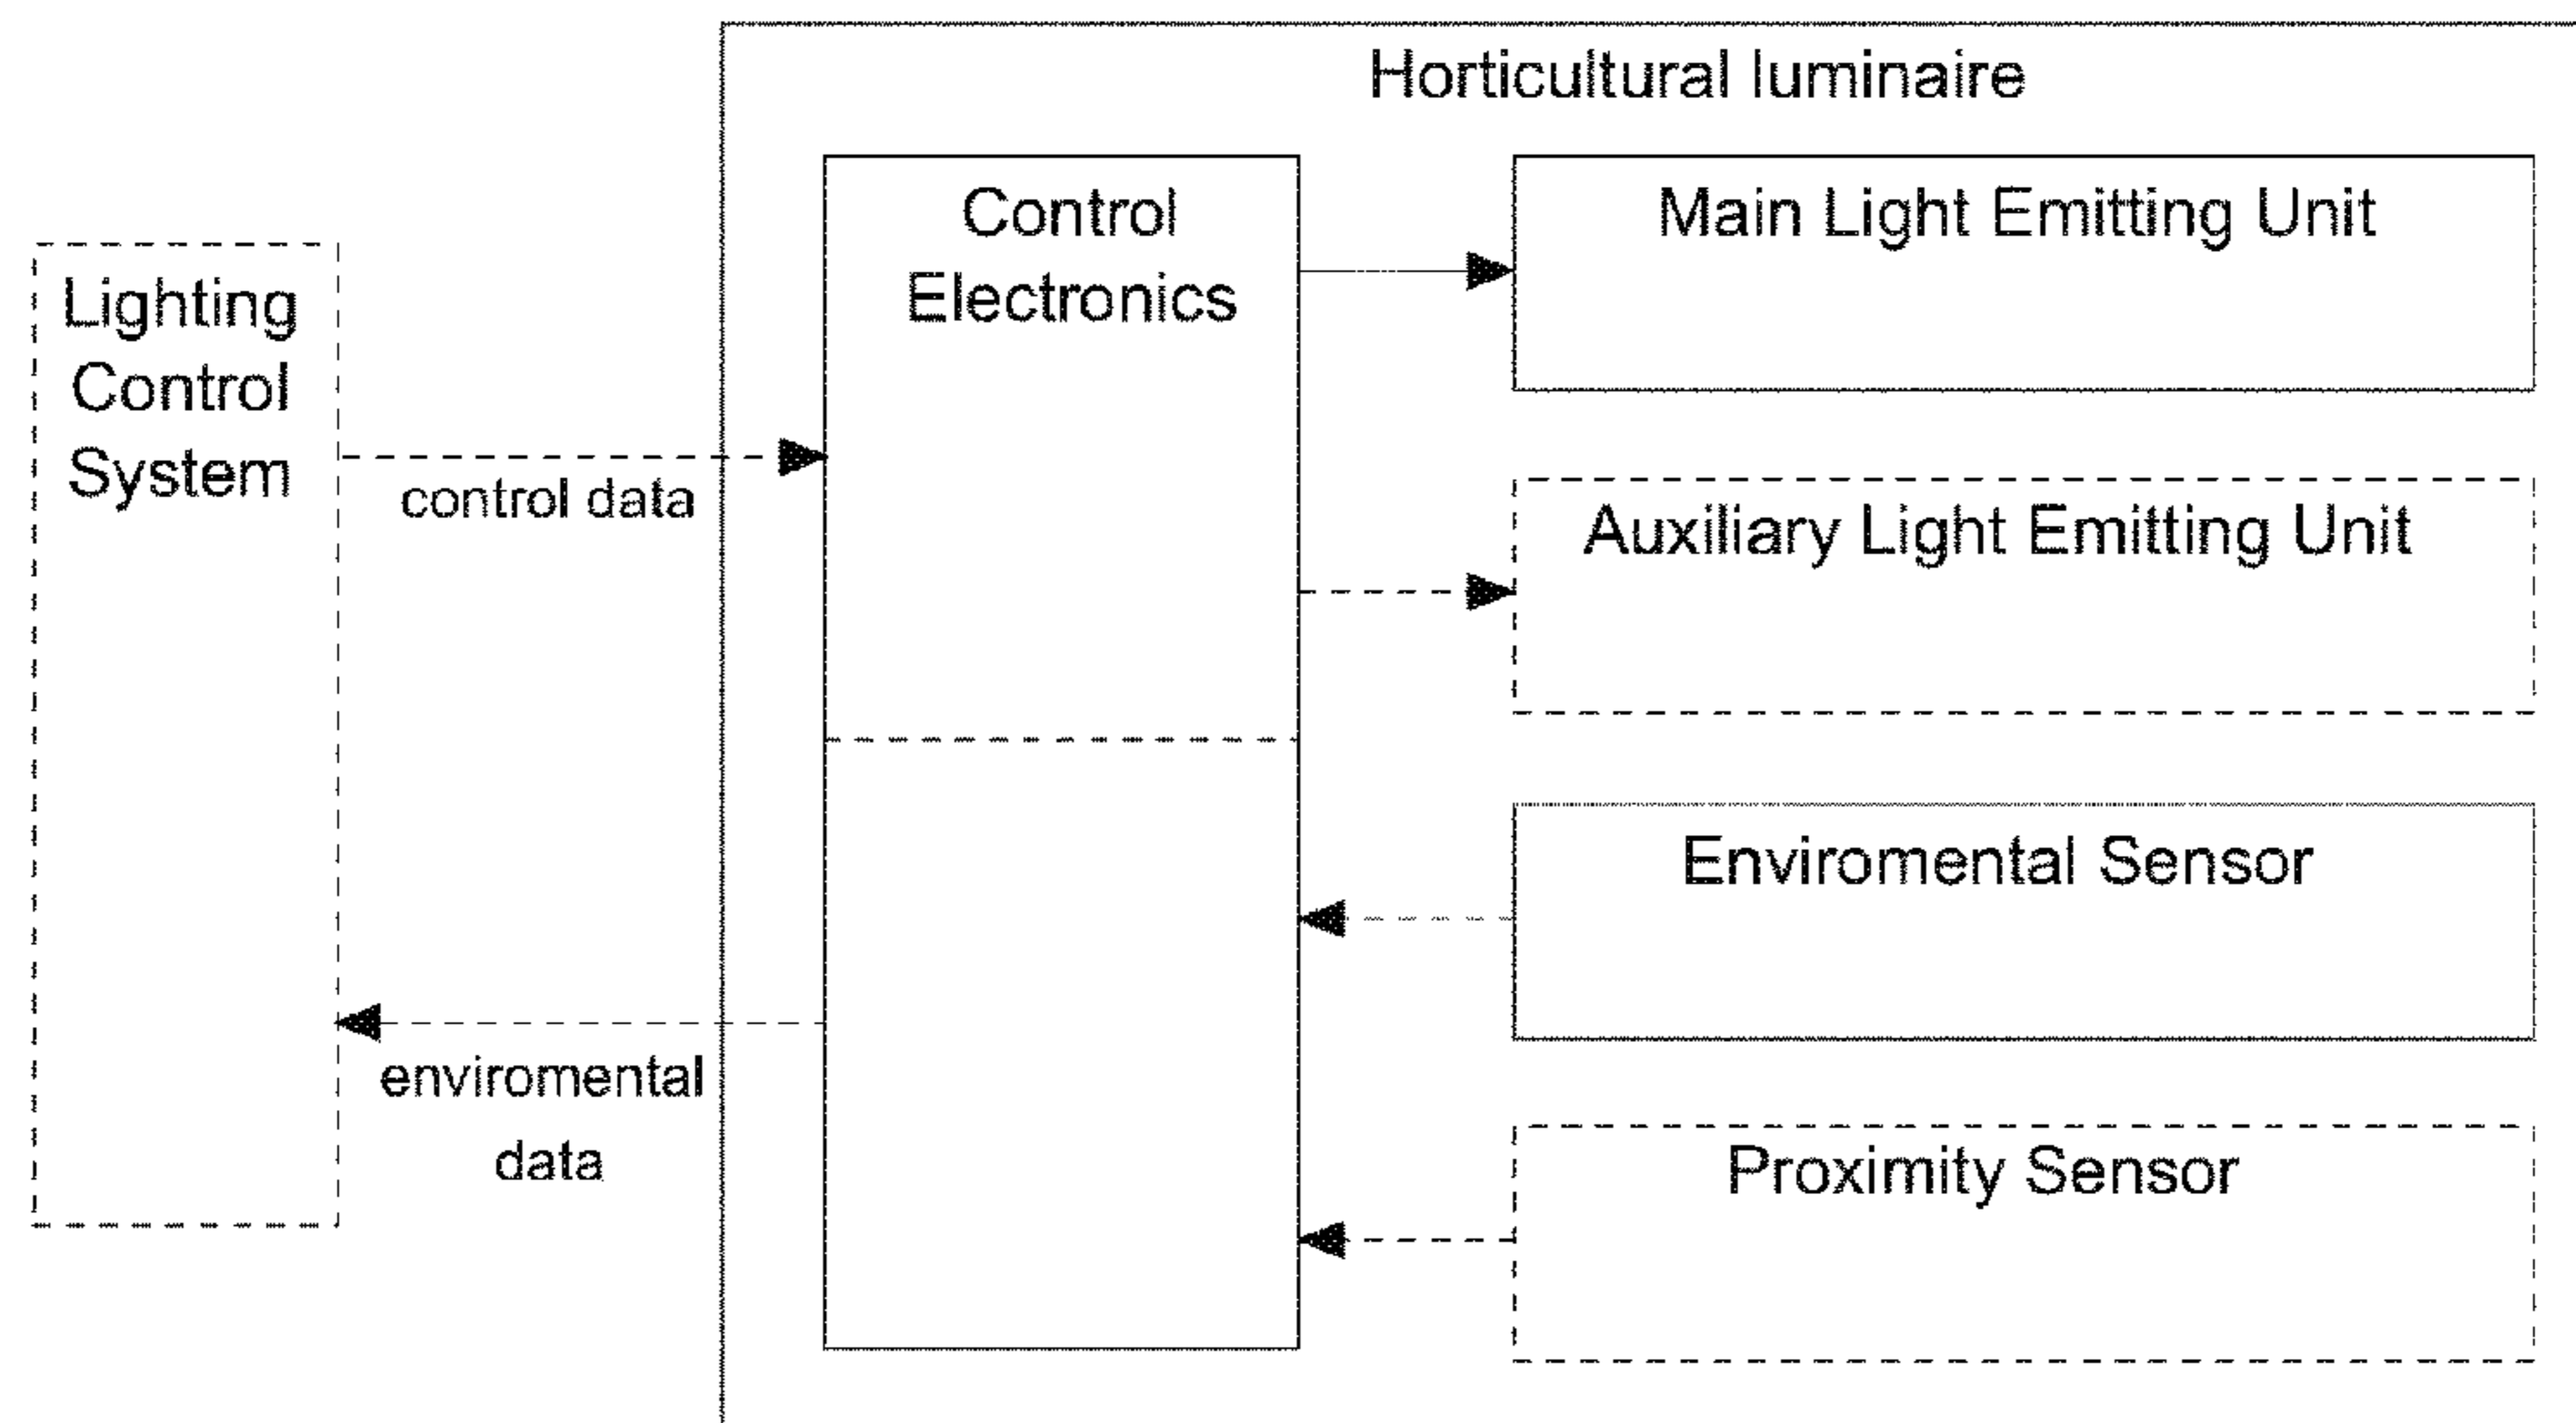 Horticultural luminaire
Lighting
Control
System
control data
enviromental
data
Control
Electronics
Main Light Emitting Unit
Auxiliary Light Emitting Unit
Enviromental Sensor
Proximity Sensor